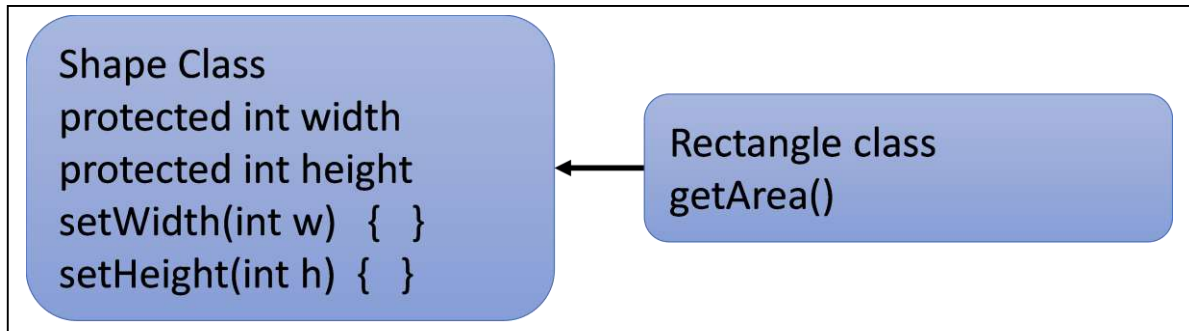 Shape Class
protected int width
protected int height
setWidth(int w)  {  }
setHeight(int h)  {  }
Rectangle class
getArea()